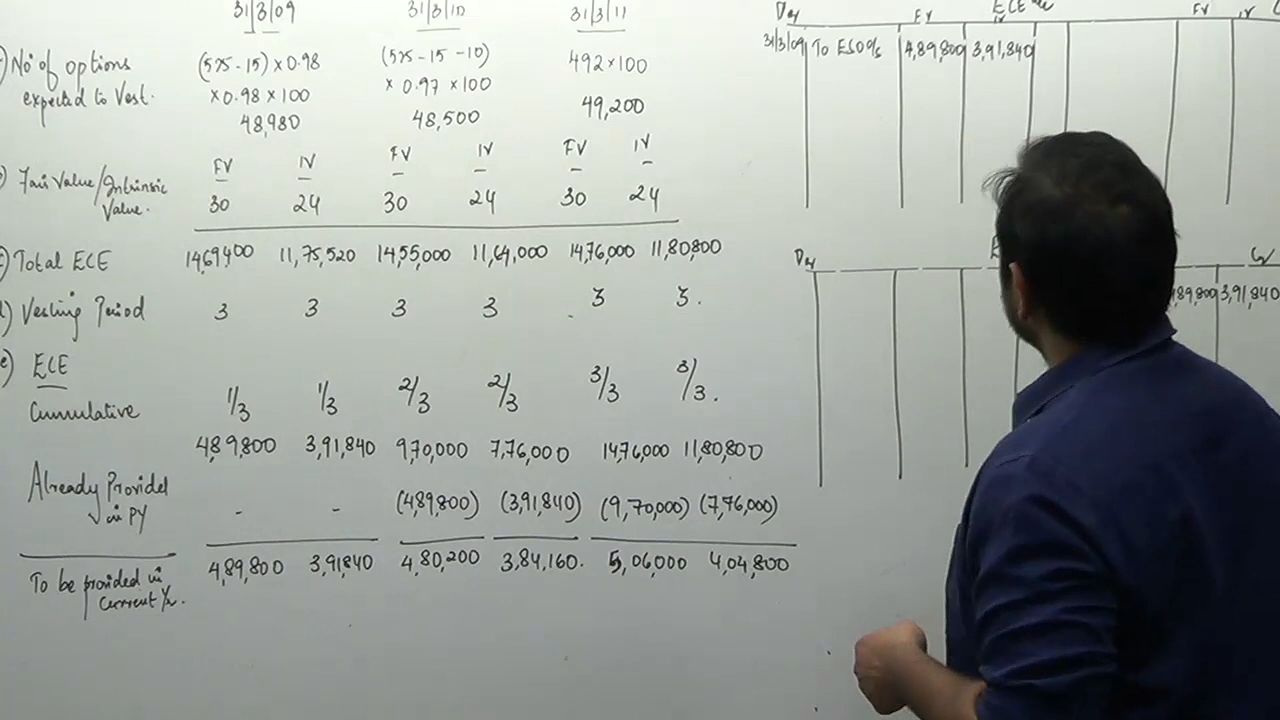 31/3/09 31/3/10 31/3/11
No of options (525-15) x 0.98 (525-15-10) 492 x 100
expected to Vest. x 0.98 x 100 x 0.97 x 100 49,200
48,980 48,500
FV IV FV IV FV IV
Fair Value/Intrinsic 30 24 30 24 30 24
Value.
Total ECE 14,69,400 11,75,520 14,55,000 11,64,000 14,76,000 11,80,800
d) Vesting Period 3 3 3 3 3 3.
e) ECE
Cumulative 1/3 1/3 2/3 2/3 3/3 3/3.
4,89,800 3,91,840 9,70,000 7,76,000 14,76,000 11,80,800
Already Provided
in PY - - (4,89,800) (3,91,840) (9,70,000) (7,76,000)
To be provided in 4,89,800 3,91,840 4,80,200 3,84,160. 5,06,000 4,04,800
current Yr.
Dr ECE a/c
FV IV FV IV
31/3/09 To ESO o/s 4,89,800 3,91,840
Dr Cr
89,800 3,91,840